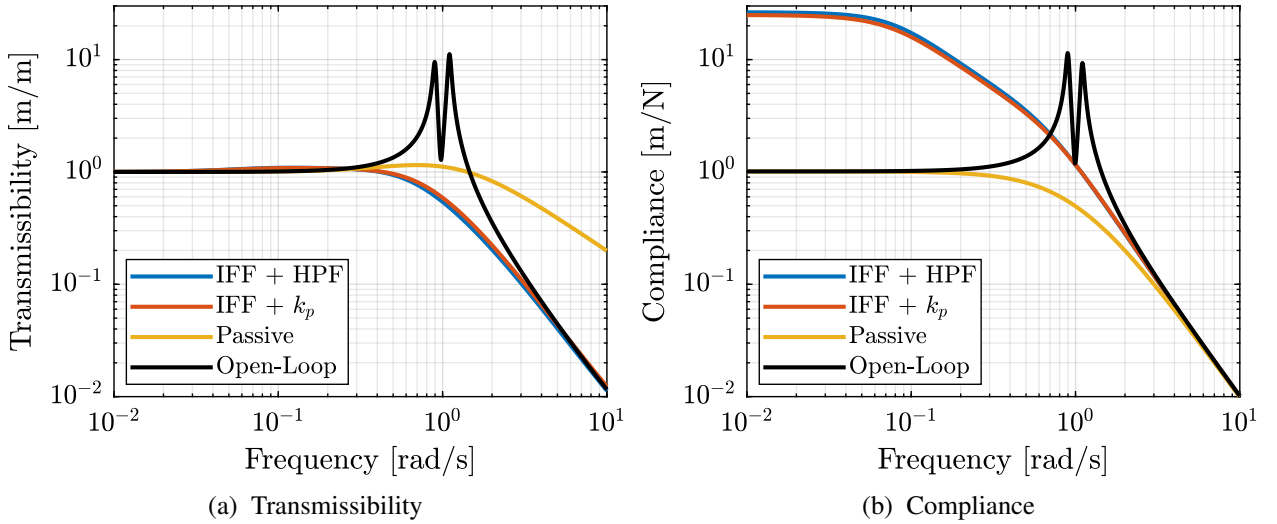 Transmissibility [m/m]
10^1
10^0
10^-1
10^-2
IFF + HPF
IFF + k_p
Passive
Open-Loop
10^-2 10^-1 10^0 10^1
Frequency [rad/s]
(a) Transmissibility
Compliance [m/N]
10^1
10^0
10^-1
10^-2
IFF + HPF
IFF + k_p
Passive
Open-Loop
10^-2 10^-1 10^0 10^1
Frequency [rad/s]
(b) Compliance